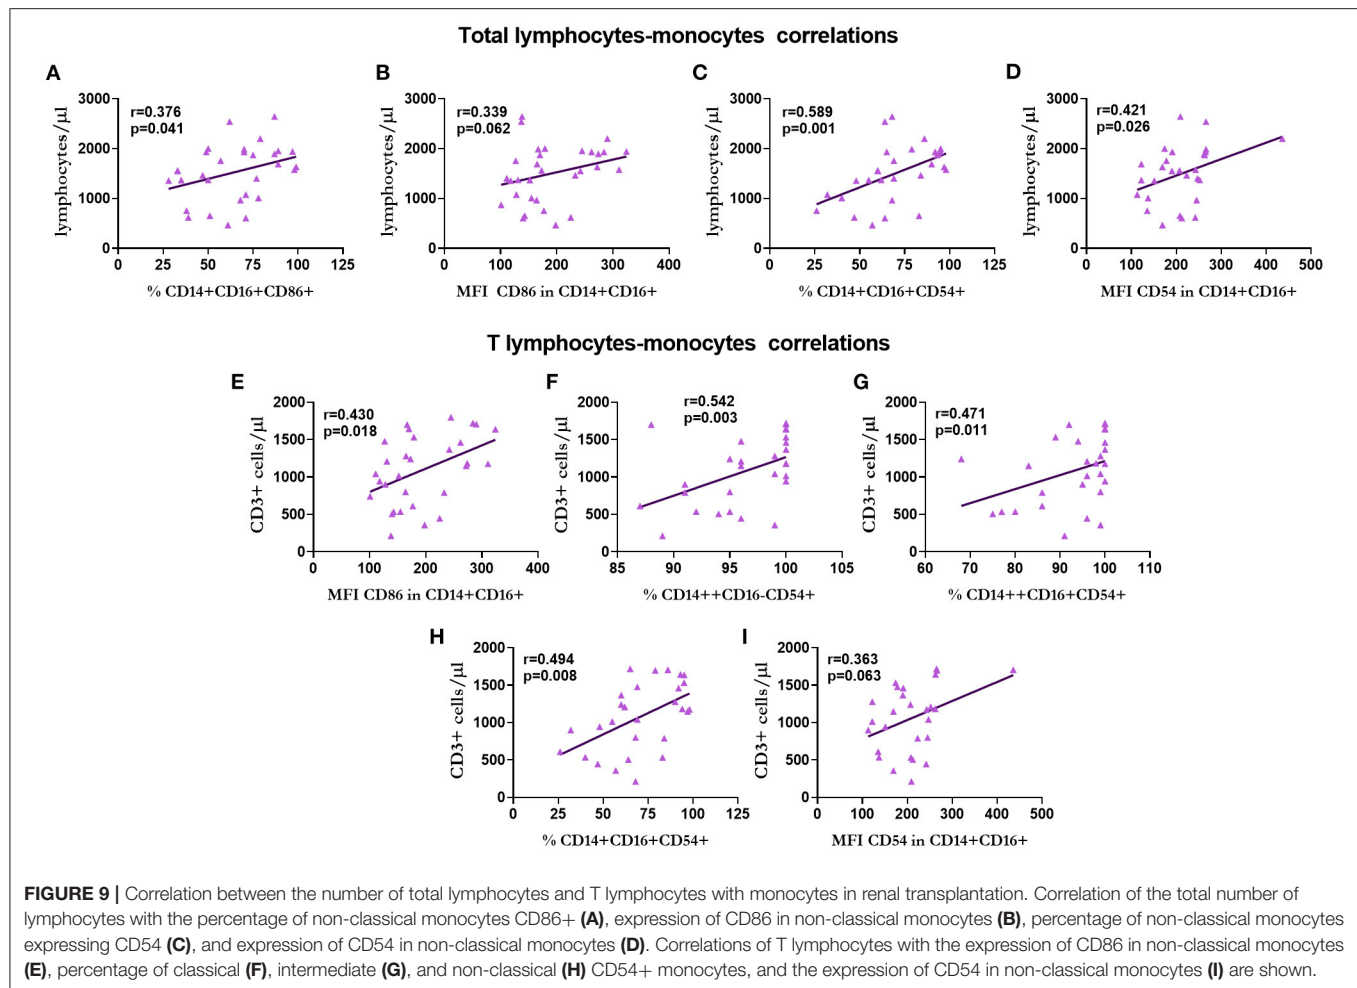 Total lymphocytes-monocytes correlations
A
B
C
D
r=0.376
p=0.041
lymphocytes/µl
3000
2000
1000
0
0 25 50 75 100 125
% CD14+CD16+CD86+
r=0.339
p=0.062
lymphocytes/µl
3000
2000
1000
0
0 100 200 300 400
MFI CD86 in CD14+CD16+
r=0.589
p=0.001
lymphocytes/µl
3000
2000
1000
0
0 25 50 75 100 125
% CD14+CD16+CD54+
r=0.421
p=0.026
lymphocytes/µl
3000
2000
1000
0
0 100 200 300 400 500
MFI CD54 in CD14+CD16+
T lymphocytes-monocytes correlations
E
F
G
r=0.430
p=0.018
CD3+ cells/µl
2000
1500
1000
500
0
0 100 200 300 400
MFI CD86 in CD14+CD16+
r=0.542
p=0.003
CD3+ cells/µl
2000
1500
1000
500
0
85 90 95 100 105
% CD14++CD16-CD54+
r=0.471
p=0.011
CD3+ cells/µl
2000
1500
1000
500
0
60 70 80 90 100 110
% CD14++CD16+CD54+
H
I
r=0.494
p=0.008
CD3+ cells/µl
2000
1500
1000
500
0
0 25 50 75 100 125
% CD14+CD16+CD54+
r=0.363
p=0.063
CD3+ cells/µl
2000
1500
1000
500
0
0 100 200 300 400 500
MFI CD54 in CD14+CD16+
FIGURE 9 | Correlation between the number of total lymphocytes and T lymphocytes with monocytes in renal transplantation. Correlation of the total number of
lymphocytes with the percentage of non-classical monocytes CD86+ (A), expression of CD86 in non-classical monocytes (B), percentage of non-classical monocytes
expressing CD54 (C), and expression of CD54 in non-classical monocytes (D). Correlations of T lymphocytes with the expression of CD86 in non-classical monocytes
(E), percentage of classical (F), intermediate (G), and non-classical (H) CD54+ monocytes, and the expression of CD54 in non-classical monocytes (I) are shown.